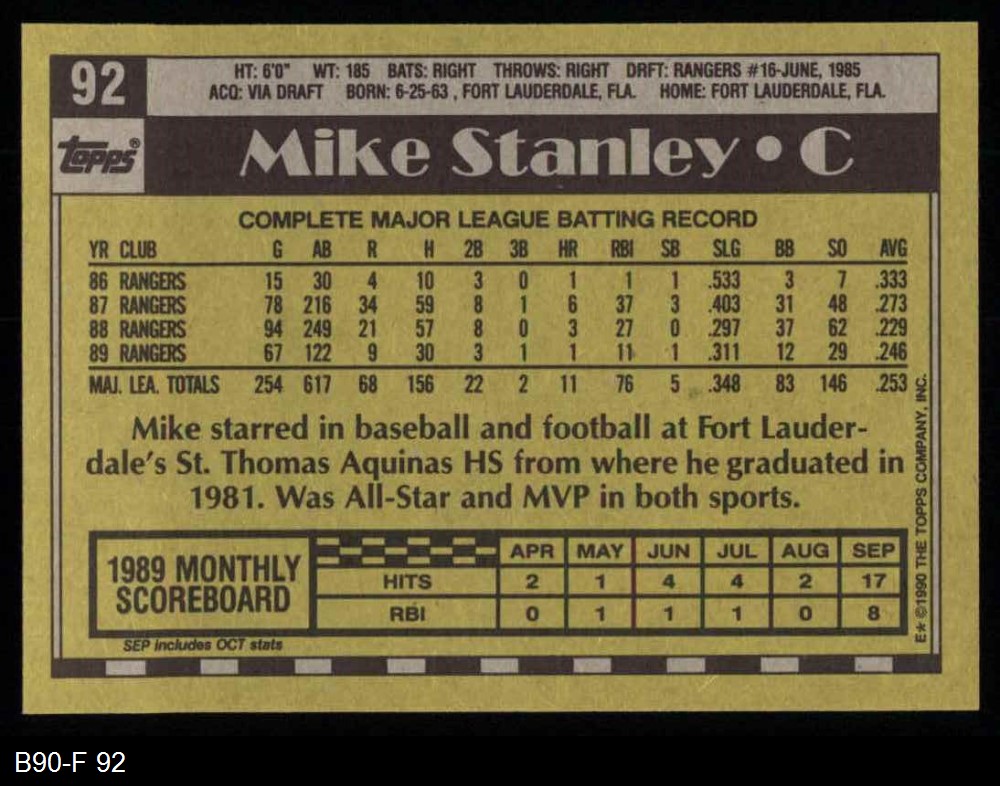 92
HT: 6'0" WT: 185 BATS: RIGHT THROWS: RIGHT DRFT: RANGERS #16-JUNE, 1985
ACQ: VIA DRAFT BORN: 6-25-63, FORT LAUDERDALE, FLA. HOME: FORT LAUDERDALE, FLA.
topps®
Mike Stanley • C
COMPLETE MAJOR LEAGUE BATTING RECORD
YR CLUB G AB R H 2B 3B HR RBI SB SLG BB SO AVG
86 RANGERS 15 30 4 10 3 0 1 1 1 .533 3 7 .333
87 RANGERS 78 216 34 59 8 1 6 37 3 .403 31 48 .273
88 RANGERS 94 249 21 57 8 0 3 27 0 .297 37 62 .229
89 RANGERS 67 122 9 30 3 1 1 11 1 .311 12 29 .246
MAJ. LEA. TOTALS 254 617 68 156 22 2 11 76 5 .348 83 146 .253
Mike starred in baseball and football at Fort Lauder-
dale's St. Thomas Aquinas HS from where he graduated in
1981. Was All-Star and MVP in both sports.
1989 MONTHLY
SCOREBOARD
APR MAY JUN JUL AUG SEP
HITS 2 1 4 4 2 17
RBI 0 1 1 1 0 8
SEP includes OCT stats
E* ©1990 THE TOPPS COMPANY, INC.
B90-F 92